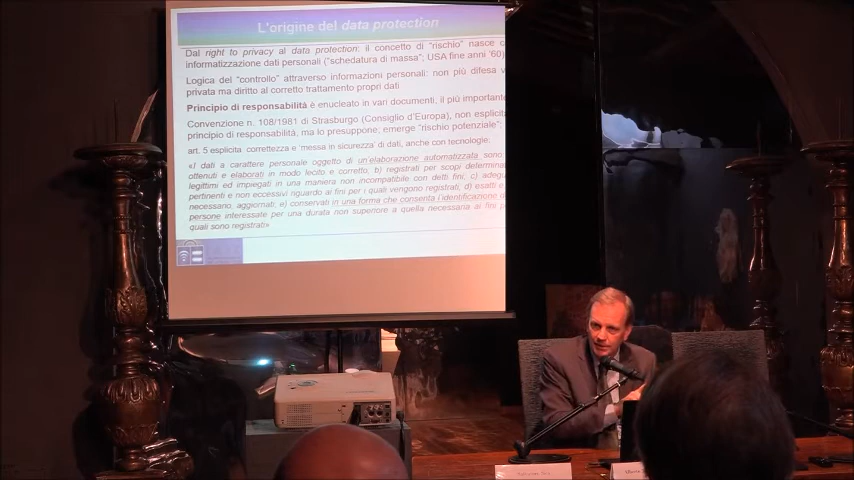 L'origine del data protection
Dal right to privacy al data protection: il concetto di "rischio" nasce
informatizzazione dati personali ("schedatura di massa"; USA fine anni '60)
Logica del "controllo" attraverso informazioni personali: non più difesa
privata ma diritto al corretto trattamento propri dati
Principio di responsabilità è enucleato in vari documenti, il più importante
Convenzione n. 108/1981 di Strasburgo (Consiglio d'Europa), non esplicita
principio di responsabilità, ma lo presuppone; emerge "rischio potenziale":
art. 5 esplicita correttezza e 'messa in sicurezza' di dati, anche con tecnologie:
«I dati a carattere personale oggetto di un'elaborazione automatizzata sono
ottenuti e elaborati in modo lecito e corretto; b) registrati per scopi
legittimi ed impiegati in una maniera non incompatibile con detti fini; c)
pertinenti e non eccessivi riguardo ai fini per i quali vengono registrati; d) esatti e
necessario, aggiornati; e) conservati in una forma che consenta l'identificazione
persone interessate per una durata non superiore a quella necessaria ai fini
quali sono registrati»